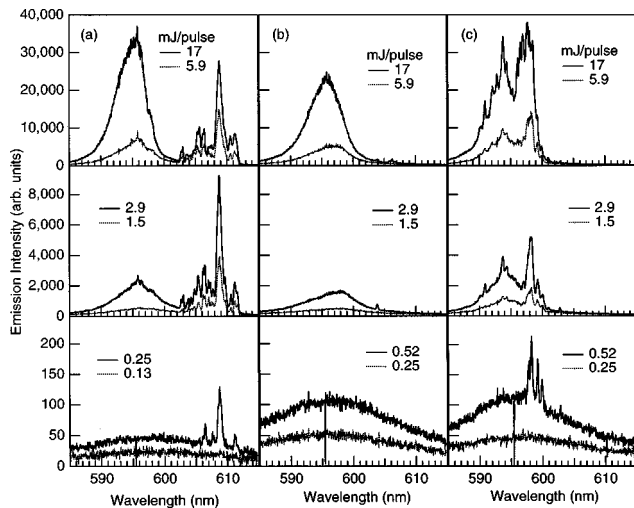 Emission Intensity (arb. units)
40,000
30,000
20,000
10,000
0
(a)
mJ/pulse
17
5.9
(b)
mJ/pulse
17
5.9
(c)
mJ/pulse
17
5.9
8,000
6,000
4,000
2,000
0
2.9
1.5
2.9
1.5
2.9
1.5
200
150
100
50
0
0.25
0.13
0.52
0.25
0.52
0.25
590 600 610
590 600 610
590 600 610
Wavelength (nm)
Wavelength (nm)
Wavelength (nm)